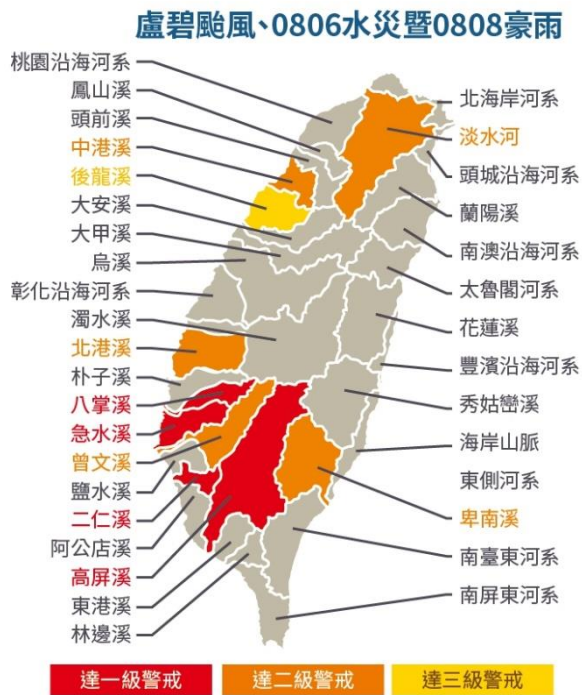 盧碧颱風、0806水災暨0808豪雨
桃園沿海河系
鳳山溪
頭前溪
中港溪
後龍溪
大安溪
大甲溪
烏溪
彰化沿海河系
濁水溪
北港溪
朴子溪
八掌溪
急水溪
曾文溪
鹽水溪
二仁溪
阿公店溪
高屏溪
東港溪
林邊溪
北海岸河系
淡水河
頭城沿海河系
蘭陽溪
南澳沿海河系
太魯閣河系
花蓮溪
豐濱沿海河系
秀姑巒溪
海岸山脈
東側河系
卑南溪
南臺東河系
南屏東河系
達一級警戒
達二級警戒
達三級警戒